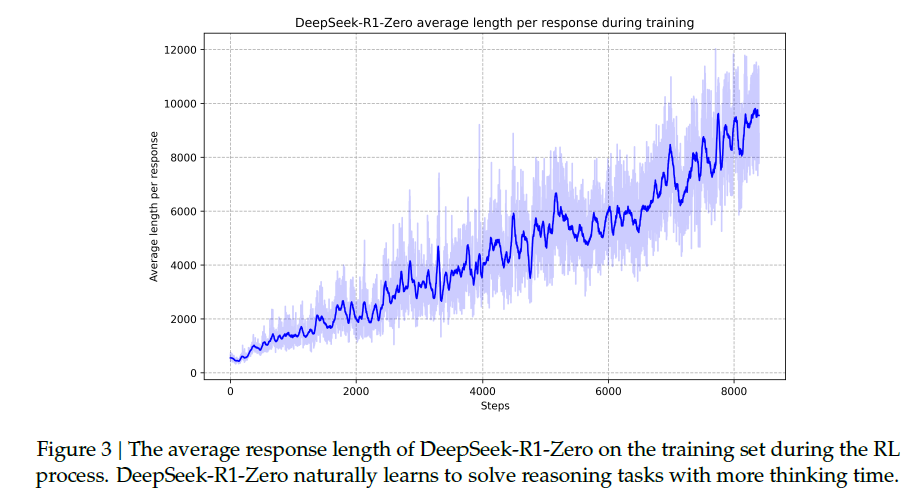 DeepSeek-R1-Zero average length per response during training
12000
10000
8000
6000
4000
2000
0
Average length per response
0 2000 4000 6000 8000
Steps
Figure 3 | The average response length of DeepSeek-R1-Zero on the training set during the RL
process. DeepSeek-R1-Zero naturally learns to solve reasoning tasks with more thinking time.